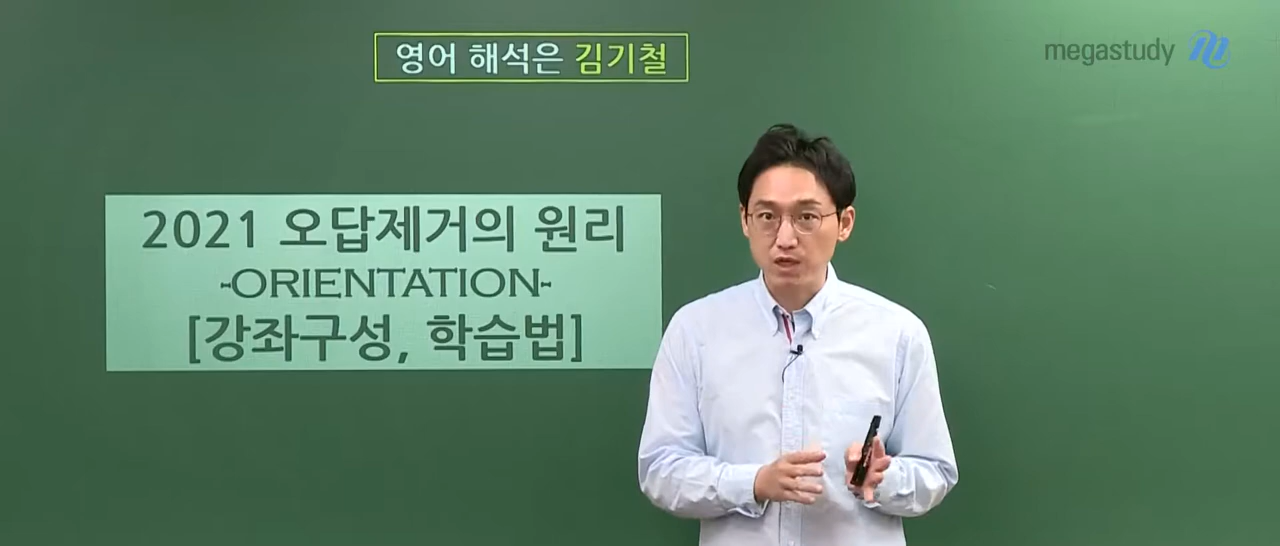 영어 해석은 김기철
megastudy
2021 오답제거의 원리
-ORIENTATION-
[강좌구성, 학습법]